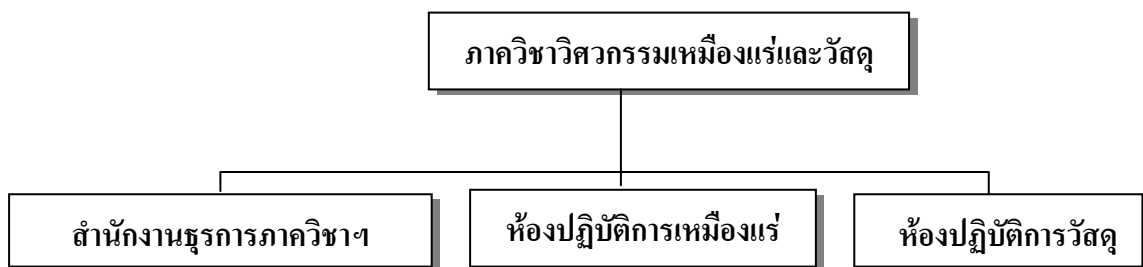 ภาควิชาวิศวกรรมเหมืองแร่และวัสดุ
สำนักงานธุรการภาควิชาฯ
ห้องปฏิบัติการเหมืองแร่
ห้องปฏิบัติการวัสดุ